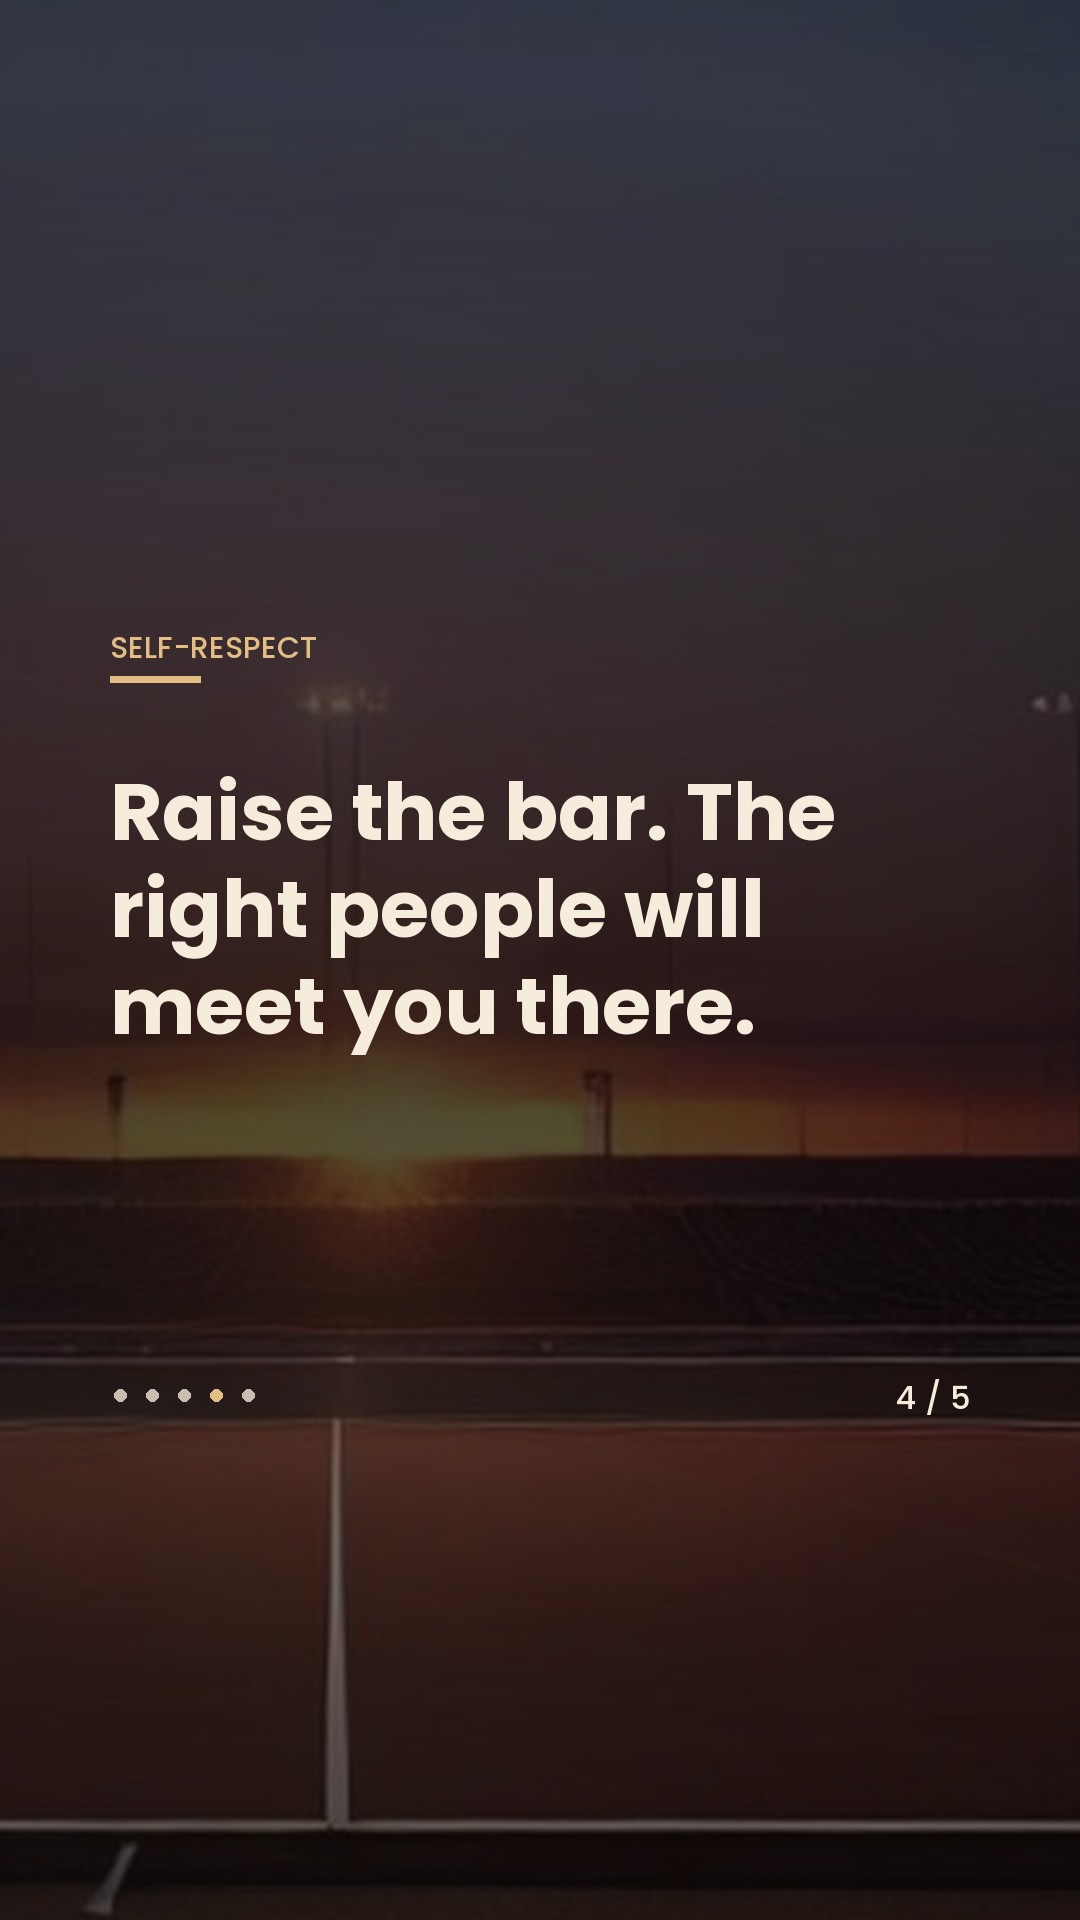 SELF-RESPECT
Raise the bar. The
right people will
meet you there.
4 / 5